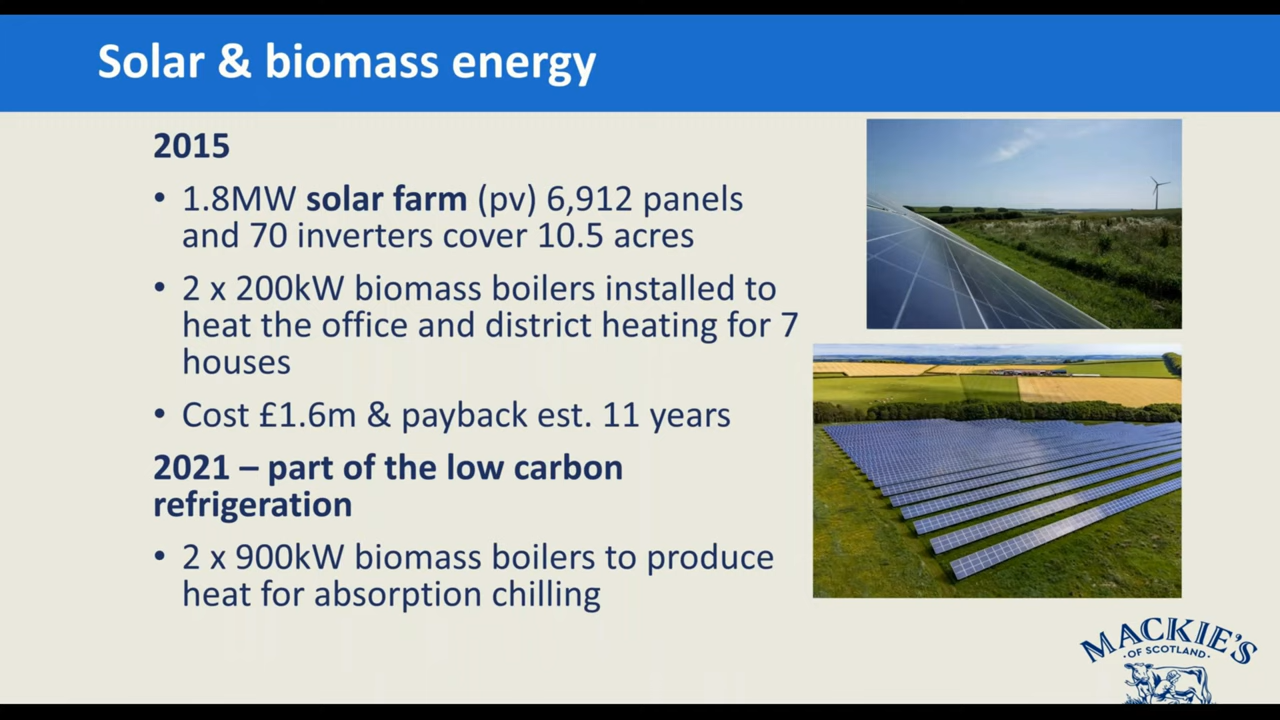 Solar & biomass energy
2015
• 1.8MW solar farm (pv) 6,912 panels
and 70 inverters cover 10.5 acres
• 2 x 200kW biomass boilers installed to
heat the office and district heating for 7
houses
• Cost £1.6m & payback est. 11 years
2021 – part of the low carbon
refrigeration
• 2 x 900kW biomass boilers to produce
heat for absorption chilling
MACKIE'S
·OF SCOTLAND·